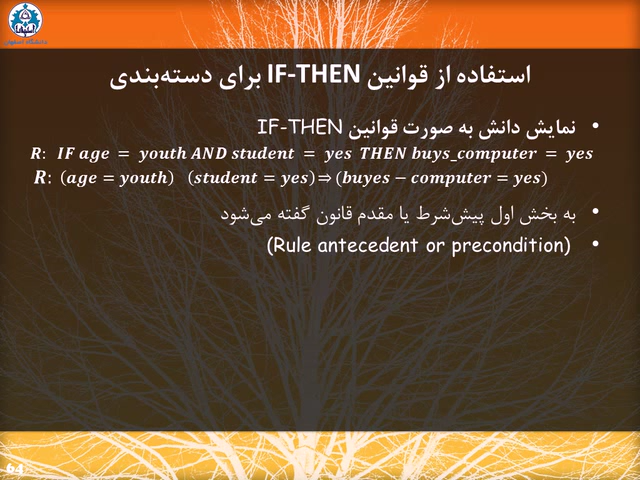 دانشگاه اصفهان
استفاده از قوانین IF-THEN برای دسته‌بندی
• نمایش دانش به صورت قوانین IF-THEN
R: IF age = youth AND student = yes THEN buys_computer = yes
R: (age = youth) (student = yes) ⇒ (buyes − computer = yes)
• به بخش اول پیش‌شرط یا مقدم قانون گفته می‌شود
• (Rule antecedent or precondition)
64